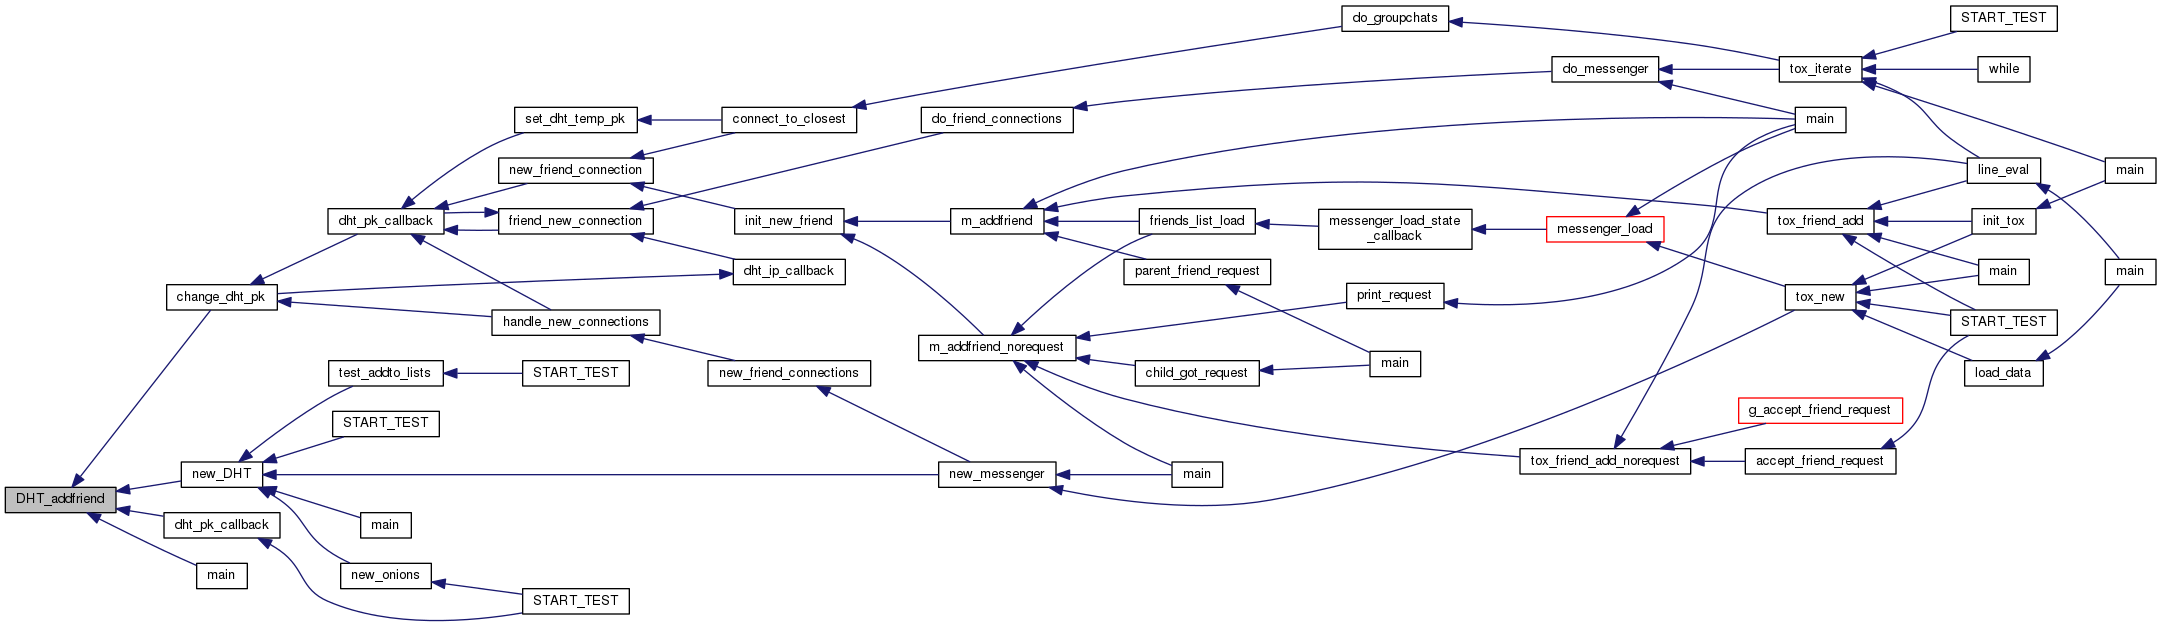 do_groupchats
START_TEST
do_messenger
tox_iterate
while
set_dht_temp_pk
connect_to_closest
do_friend_connections
main
new_friend_connection
line_eval
main
dht_pk_callback
friend_new_connection
init_new_friend
m_addfriend
friends_list_load
messenger_load_state
_callback
messenger_load
tox_friend_add
init_tox
dht_ip_callback
parent_friend_request
main
main
change_dht_pk
print_request
tox_new
handle_new_connections
START_TEST
m_addfriend_norequest
main
test_addto_lists
START_TEST
new_friend_connections
child_got_request
load_data
g_accept_friend_request
START_TEST
tox_friend_add_norequest
accept_friend_request
new_DHT
new_messenger
main
DHT_addfriend
dht_pk_callback
main
main
new_onions
START_TEST